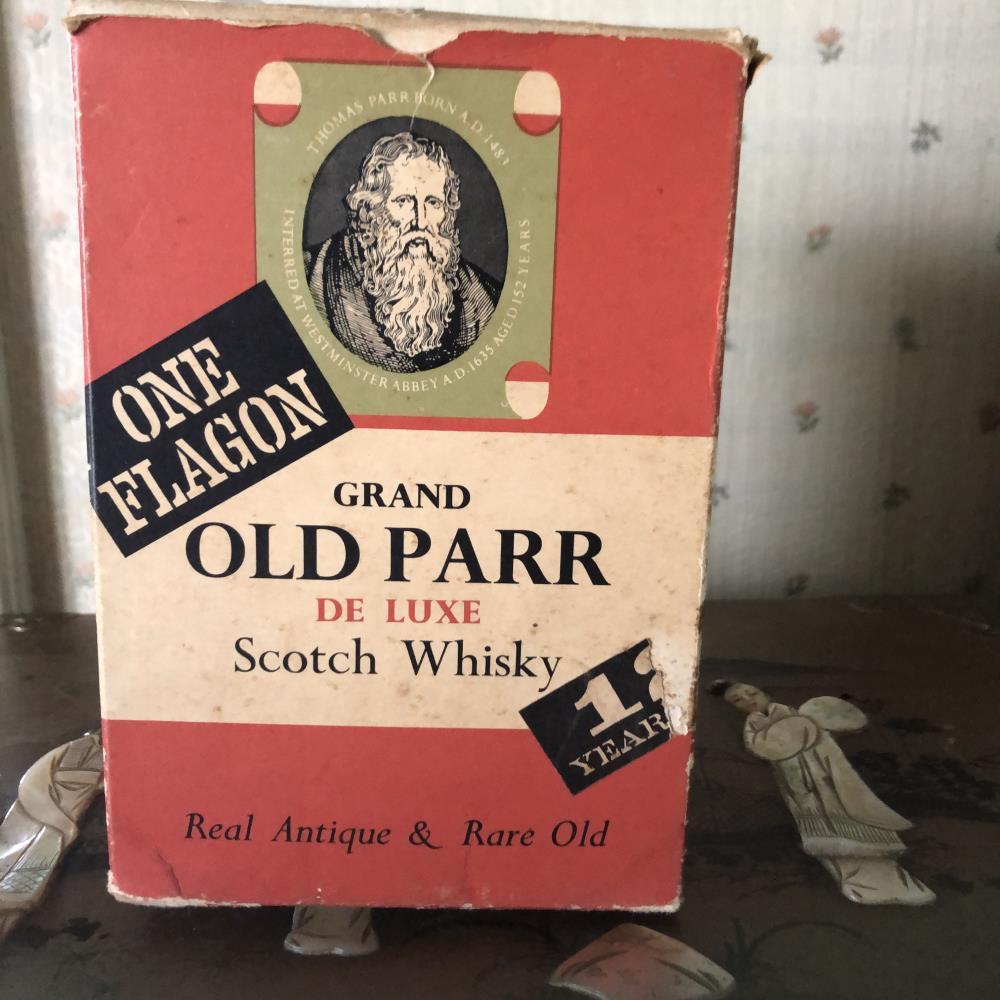 THOMAS PARR BORN A.D. 1483
INTERRED AT WESTMINSTER ABBEY A.D. 1635 AGED 152 YEARS
ONE
FLAGON
GRAND
OLD PARR
DE LUXE
Scotch Whisky
1
YEAR
Real Antique & Rare Old